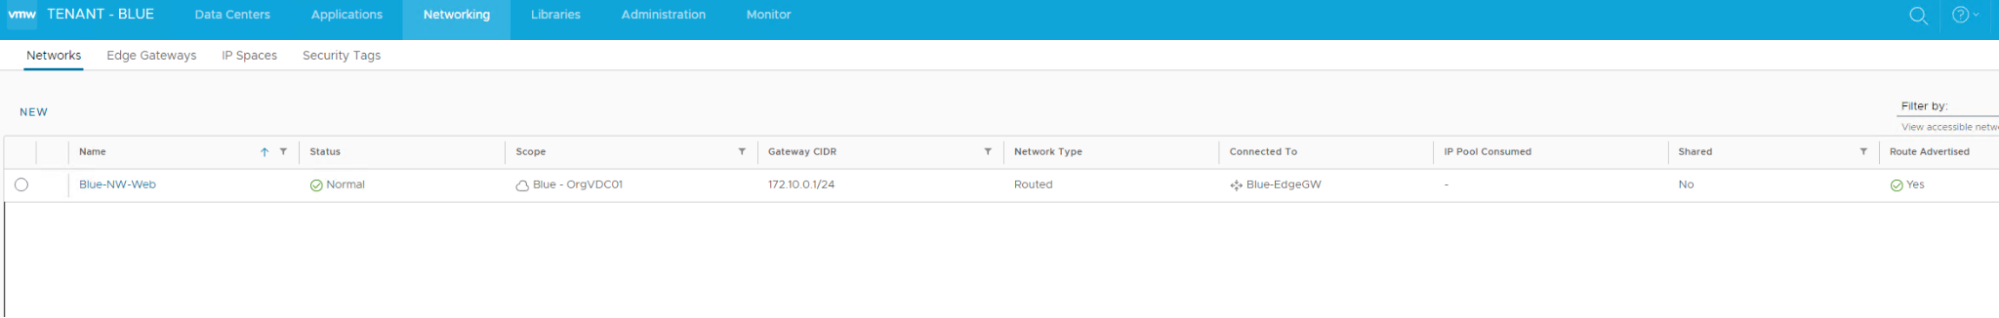 vmw TENANT - BLUE Data Centers Applications Networking Libraries Administration Monitor
Networks Edge Gateways IP Spaces Security Tags
NEW
Filter by:
View accessible netw
Name Status Scope Gateway CIDR Network Type Connected To IP Pool Consumed Shared Route Advertised
Blue-NW-Web Normal Blue - OrgVDC01 172.10.0.1/24 Routed Blue-EdgeGW - No Yes